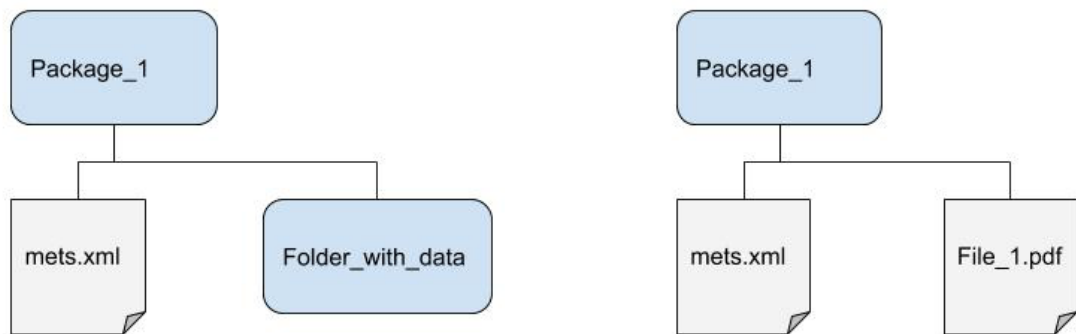 Package_1
Package_1
mets.xml
Folder_with_data
mets.xml
File_1.pdf